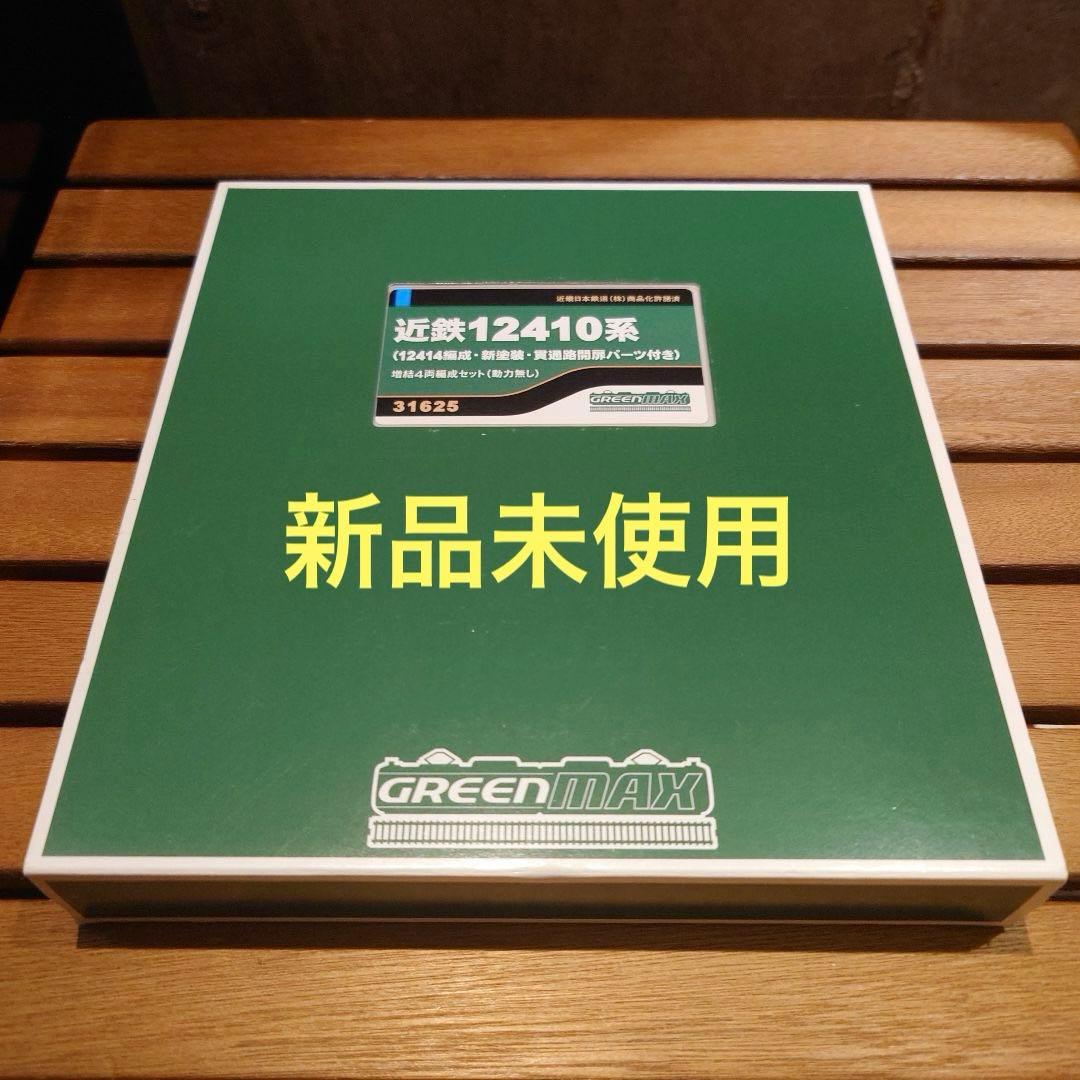 近畿日本鉄道(株)商品化許諾済
近鉄12410系
(12414編成・新塗装・貫通路開扉パーツ付き)
増結4両編成セット(動力無し)
31625
GREENMAX
新品未使用
GREENMAX